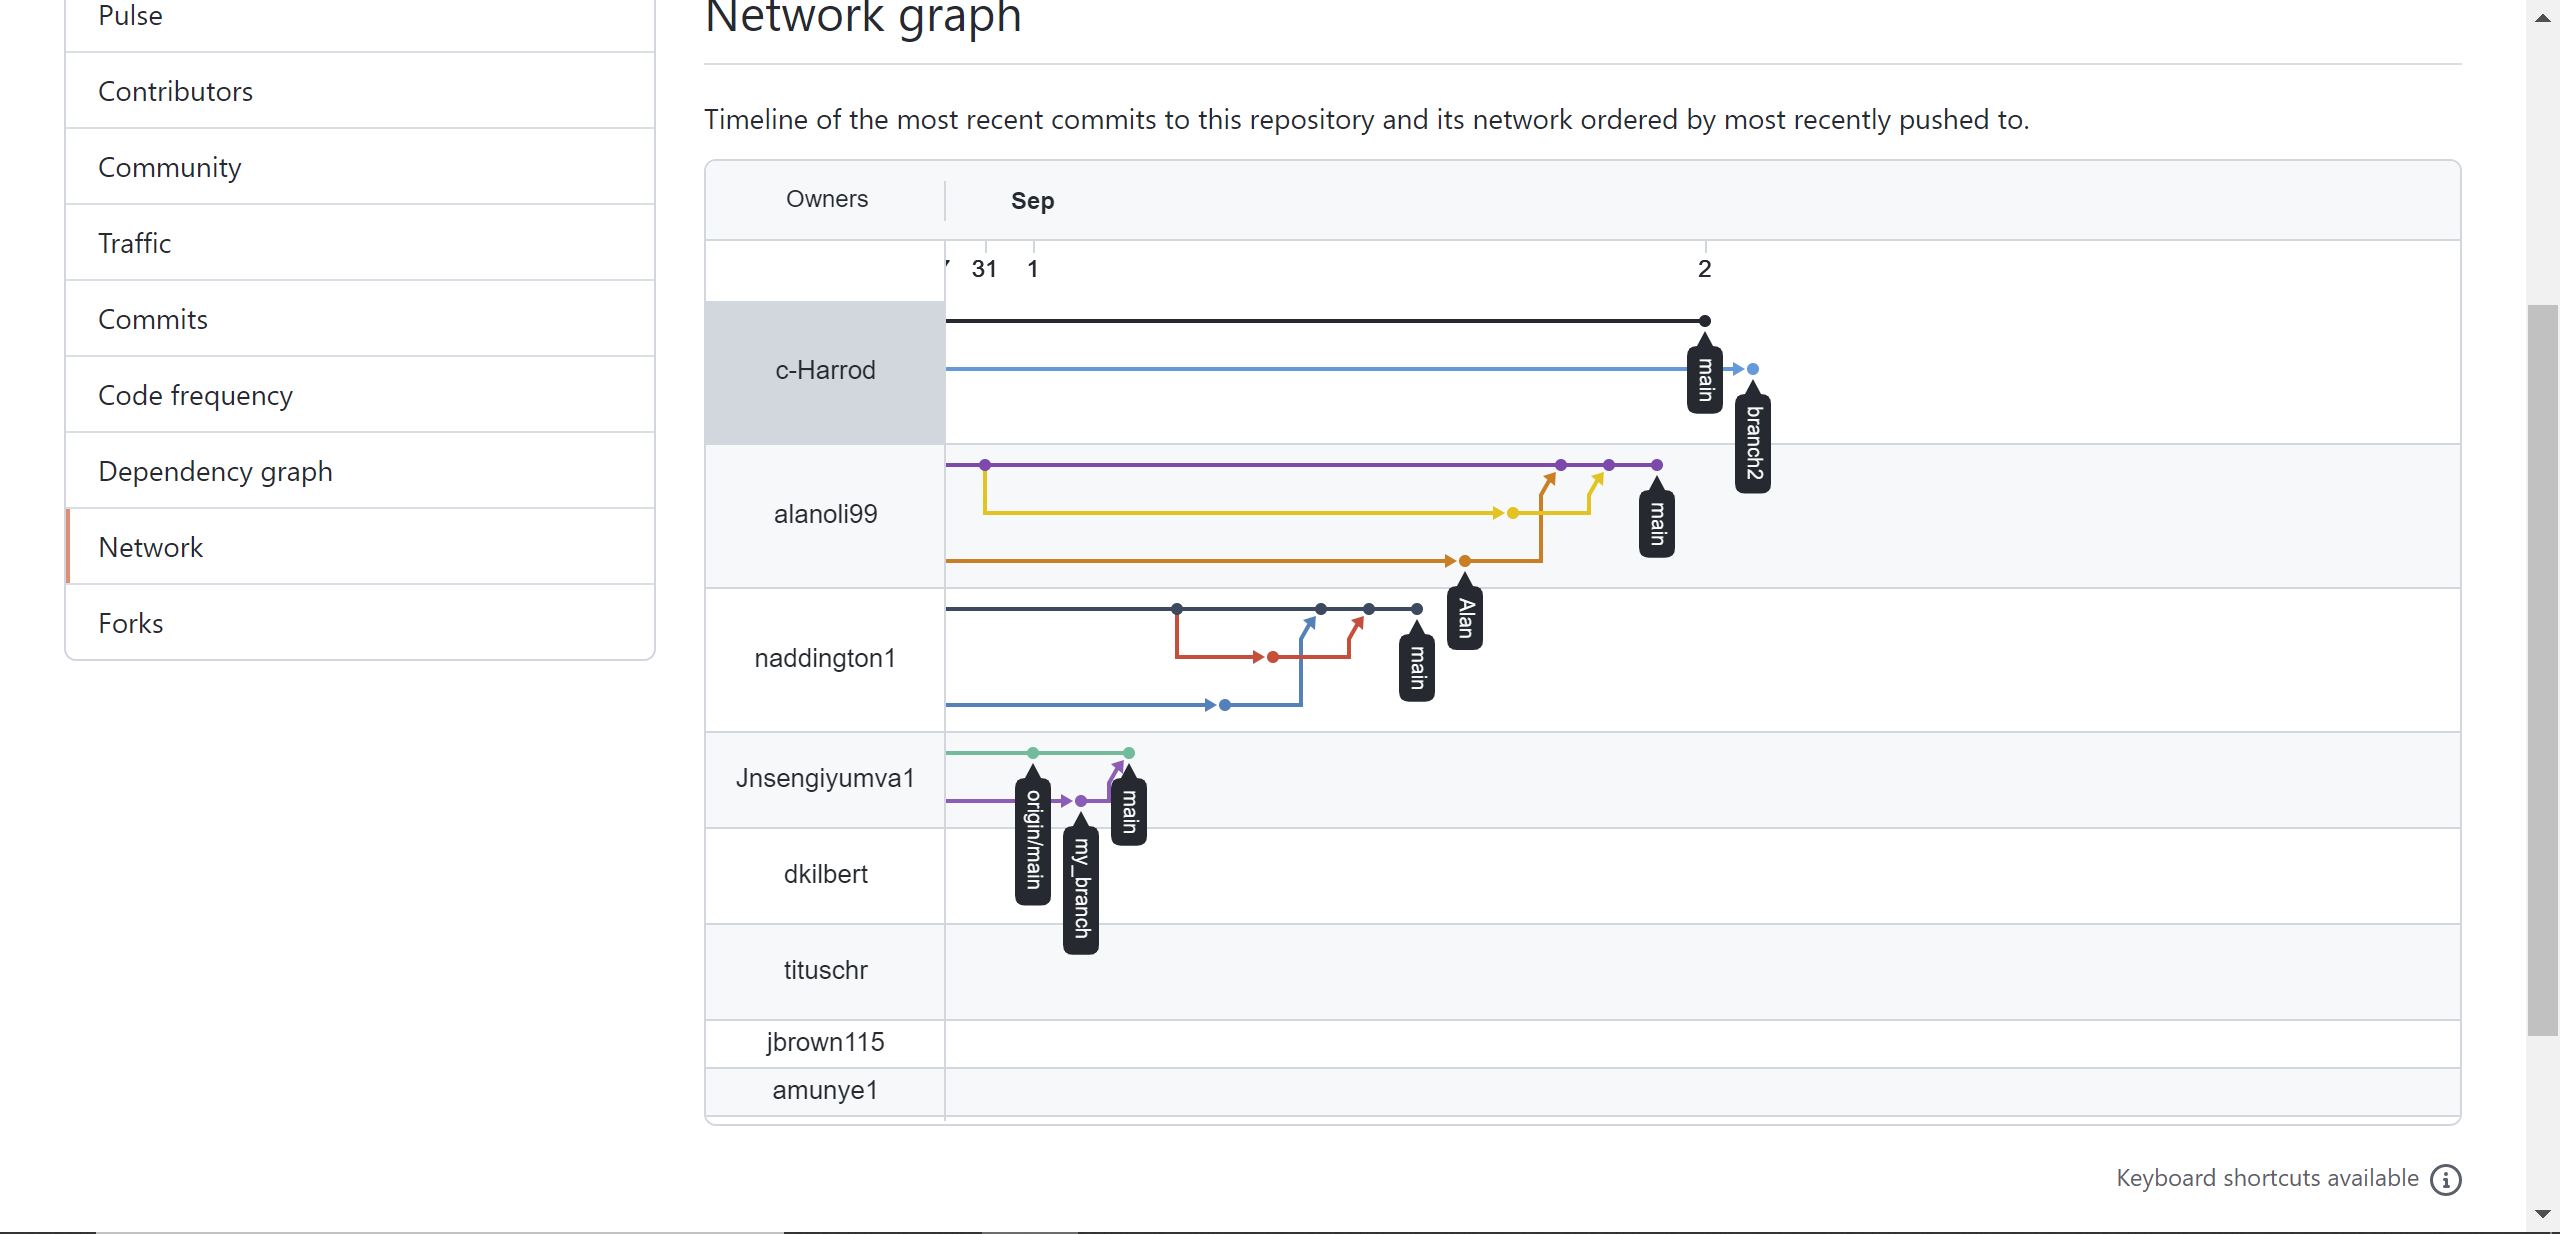 Pulse
Contributors
Community
Traffic
Commits
Code frequency
Dependency graph
Network
Forks
Network graph
Timeline of the most recent commits to this repository and its network ordered by most recently pushed to.
Owners
Sep
31 1 2
c-Harrod
main
branch2
alanoli99
main
Alan
naddington1
main
Jnsengiyumva1
origin/main
my_branch
main
dkilbert
tituschr
jbrown115
amunye1
Keyboard shortcuts available